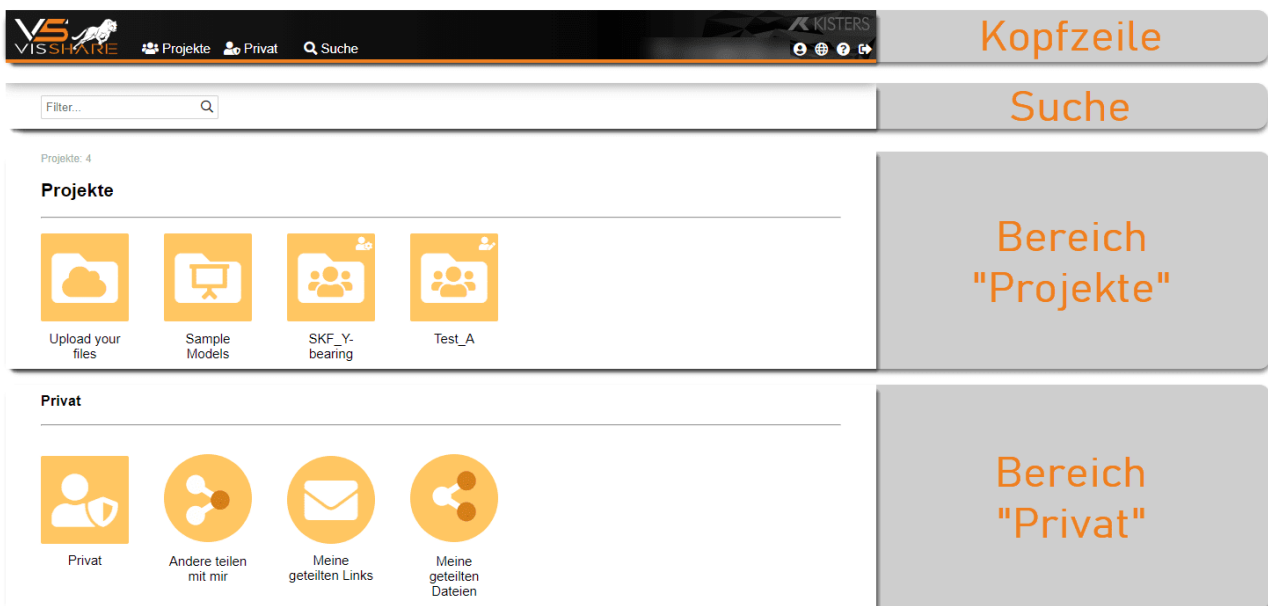 VS
VISSHARE
Projekte Privat Suche
KISTERS
Kopfzeile
Filter...
Suche
Projekte: 4
Projekte
Upload your
files
Sample
Models
SKF_Y-
bearing
Test_A
Bereich
"Projekte"
Privat
Privat
Andere teilen
mit mir
Meine
geteilten Links
Meine
geteilten
Dateien
Bereich
"Privat"